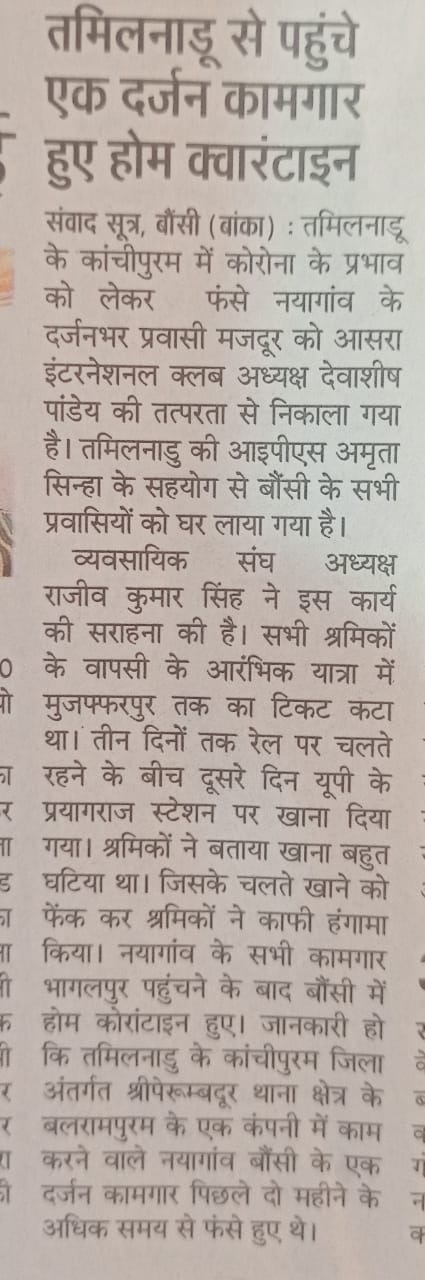 तमिलनाडू से पहुंचे
एक दर्जन कामगार
हुए होम क्वारंटाइन
संवाद सूत्र, बौंसी (बांका) : तमिलनाडू
के कांचीपुरम में कोरोना के प्रभाव
को लेकर फंसे नयागांव के
दर्जनभर प्रवासी मजदूर को आसरा
इंटरनेशनल क्लब अध्यक्ष देवाशीष
पांडेय की तत्परता से निकाला गया
है। तमिलनाडु की आइपीएस अमृता
सिन्हा के सहयोग से बौंसी के सभी
प्रवासियों को घर लाया गया है।
व्यवसायिक संघ अध्यक्ष
राजीव कुमार सिंह ने इस कार्य
की सराहना की है। सभी श्रमिकों
के वापसी के आरंभिक यात्रा में
मुजफ्फरपुर तक का टिकट कटा
था। तीन दिनों तक रेल पर चलते
रहने के बीच दूसरे दिन यूपी के
प्रयागराज स्टेशन पर खाना दिया
गया। श्रमिकों ने बताया खाना बहुत
घटिया था। जिसके चलते खाने को
फेंक कर श्रमिकों ने काफी हंगामा
किया। नयागांव के सभी कामगार
भागलपुर पहुंचने के बाद बौंसी में
होम कोरांटाइन हुए। जानकारी हो
कि तमिलनाडु के कांचीपुरम जिला
अंतर्गत श्रीपेरूम्बदूर थाना क्षेत्र के
बलरामपुरम के एक कंपनी में काम
करने वाले नयागांव बौंसी के एक
दर्जन कामगार पिछले दो महीने के
अधिक समय से फंसे हुए थे।